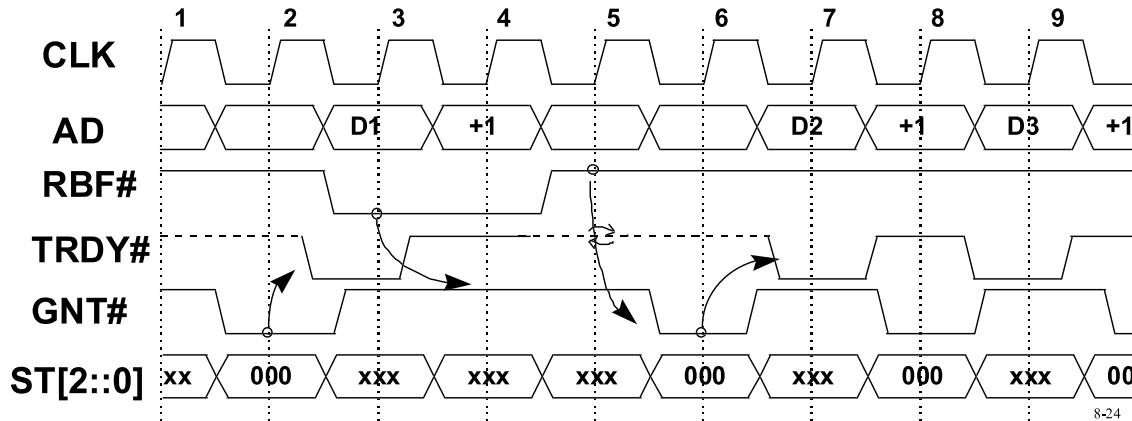 1 2 3 4 5 6 7 8 9
CLK
AD D1 +1 D2 +1 D3 +1
RBF#
TRDY#
GNT#
ST[2::0] xx 000 xxx xxx xxx 000 xxx 000 xxx 00
8-24